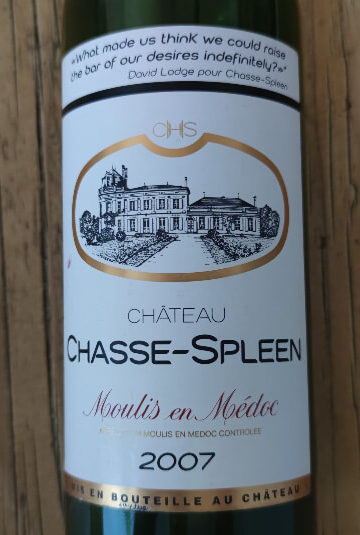 «What made us think we could raise
the bar of our desires indefinitely?»
David Lodge pour Chasse-Spleen
CHS
CHÂTEAU
CHASSE-SPLEEN
Moulis en Médoc
MOULIS EN MEDOC CONTROLÉE
2007
MIS EN BOUTEILLE AU CHÂTEAU